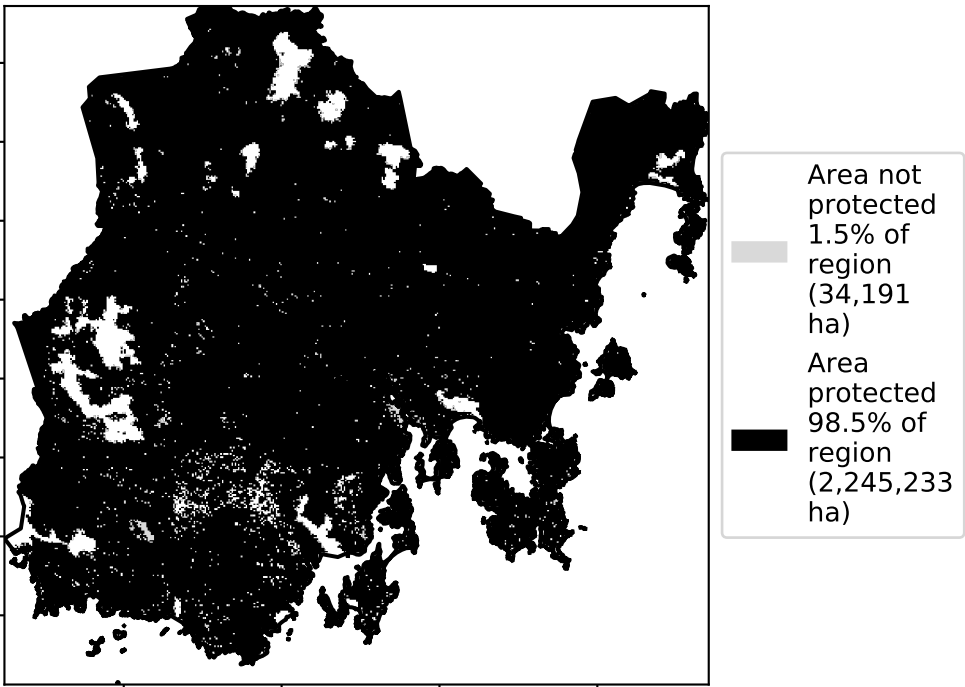 Area not
protected
1.5% of
region
(34,191
ha)
Area
protected
98.5% of
region
(2,245,233
ha)